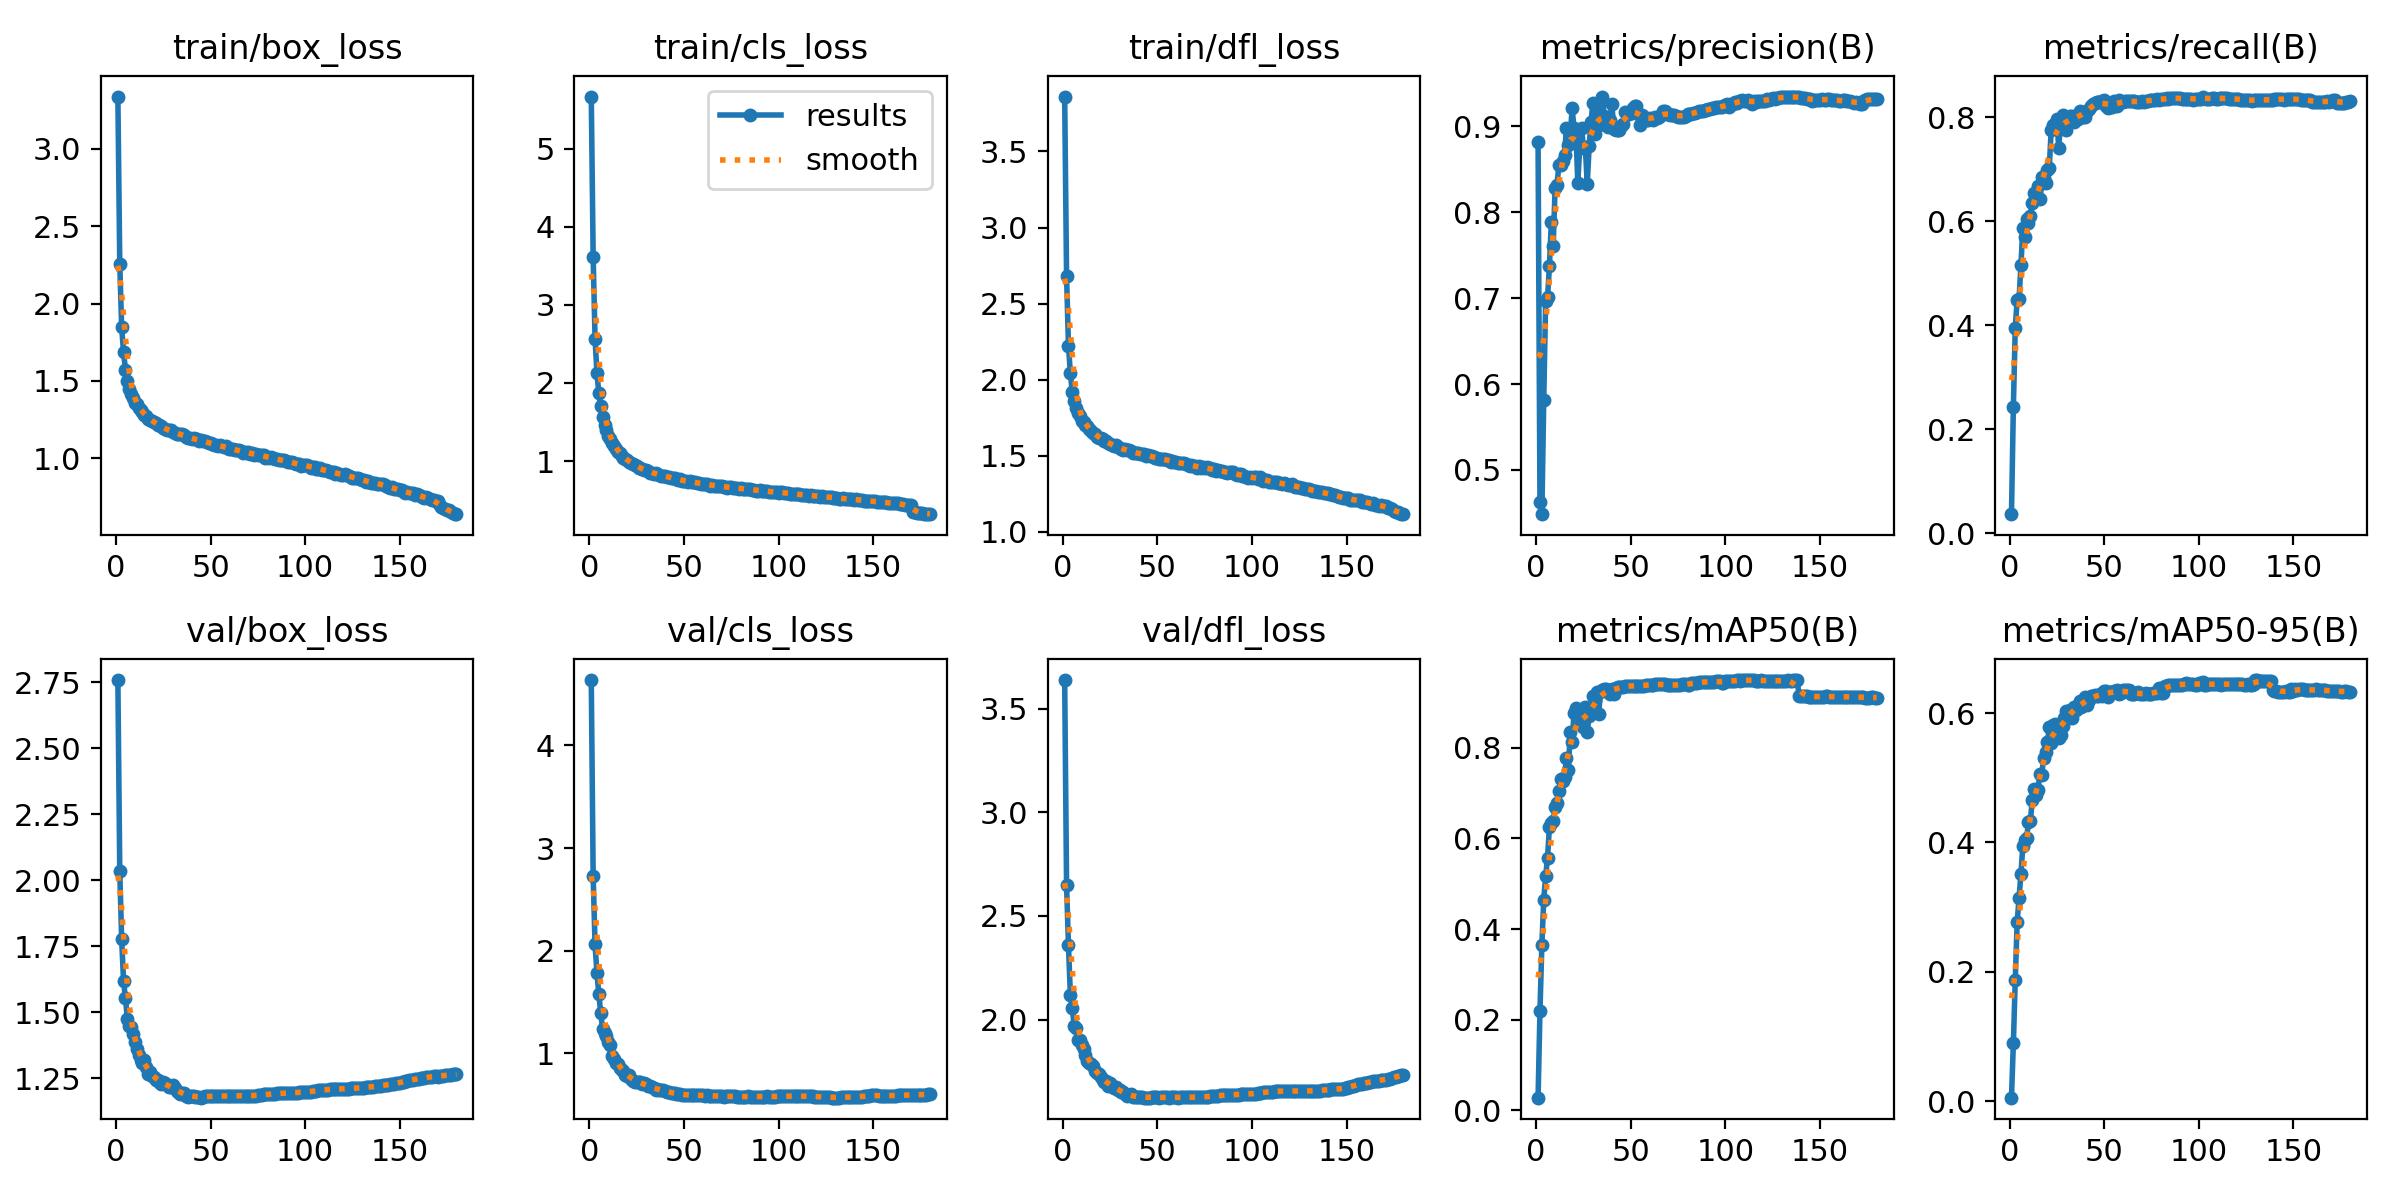 train/box_loss
3.0
2.5
2.0
1.5
1.0
0 50 100 150
train/cls_loss
results
smooth
5
4
3
2
1
0 50 100 150
train/dfl_loss
3.5
3.0
2.5
2.0
1.5
1.0
0 50 100 150
metrics/precision(B)
0.9
0.8
0.7
0.6
0.5
0 50 100 150
metrics/recall(B)
0.8
0.6
0.4
0.2
0.0
0 50 100 150
val/box_loss
2.75
2.50
2.25
2.00
1.75
1.50
1.25
0 50 100 150
val/cls_loss
4
3
2
1
0 50 100 150
val/dfl_loss
3.5
3.0
2.5
2.0
0 50 100 150
metrics/mAP50(B)
0.8
0.6
0.4
0.2
0.0
0 50 100 150
metrics/mAP50-95(B)
0.6
0.4
0.2
0.0
0 50 100 150